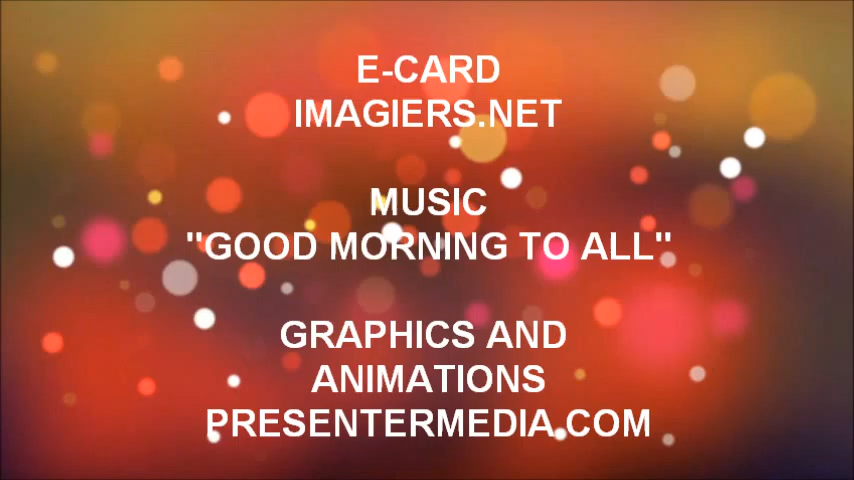 E-CARD
IMAGIERS.NET
MUSIC
"GOOD MORNING TO ALL"
GRAPHICS AND
ANIMATIONS
PRESENTERMEDIA.COM